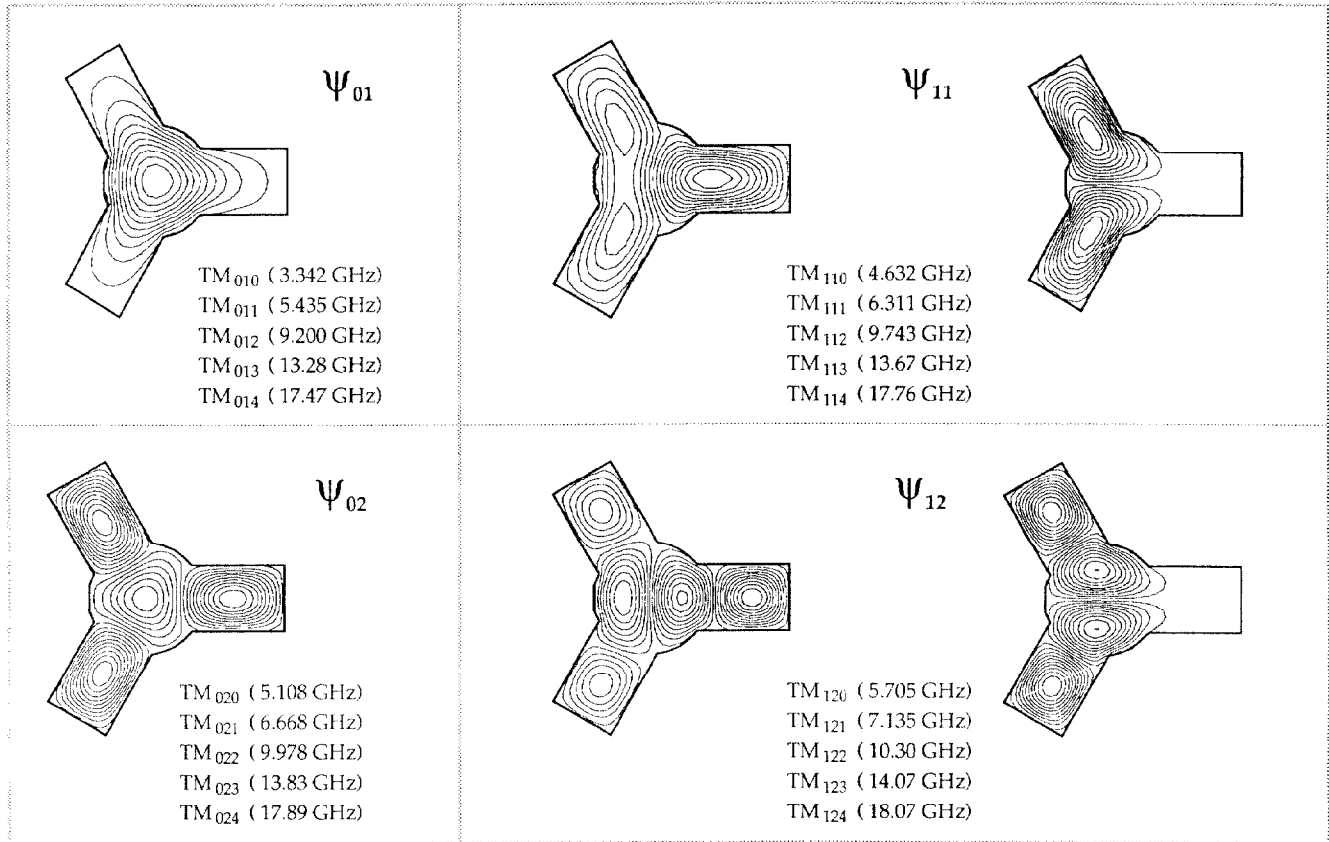 Ψ₀₁
TM₀₁₀ ( 3.342 GHz)
TM₀₁₁ ( 5.435 GHz)
TM₀₁₂ ( 9.200 GHz)
TM₀₁₃ ( 13.28 GHz)
TM₀₁₄ ( 17.47 GHz)
Ψ₁₁
TM₁₁₀ ( 4.632 GHz)
TM₁₁₁ ( 6.311 GHz)
TM₁₁₂ ( 9.743 GHz)
TM₁₁₃ ( 13.67 GHz)
TM₁₁₄ ( 17.76 GHz)
Ψ₀₂
TM₀₂₀ ( 5.108 GHz)
TM₀₂₁ ( 6.668 GHz)
TM₀₂₂ ( 9.978 GHz)
TM₀₂₃ ( 13.83 GHz)
TM₀₂₄ ( 17.89 GHz)
Ψ₁₂
TM₁₂₀ ( 5.705 GHz)
TM₁₂₁ ( 7.135 GHz)
TM₁₂₂ ( 10.30 GHz)
TM₁₂₃ ( 14.07 GHz)
TM₁₂₄ ( 18.07 GHz)